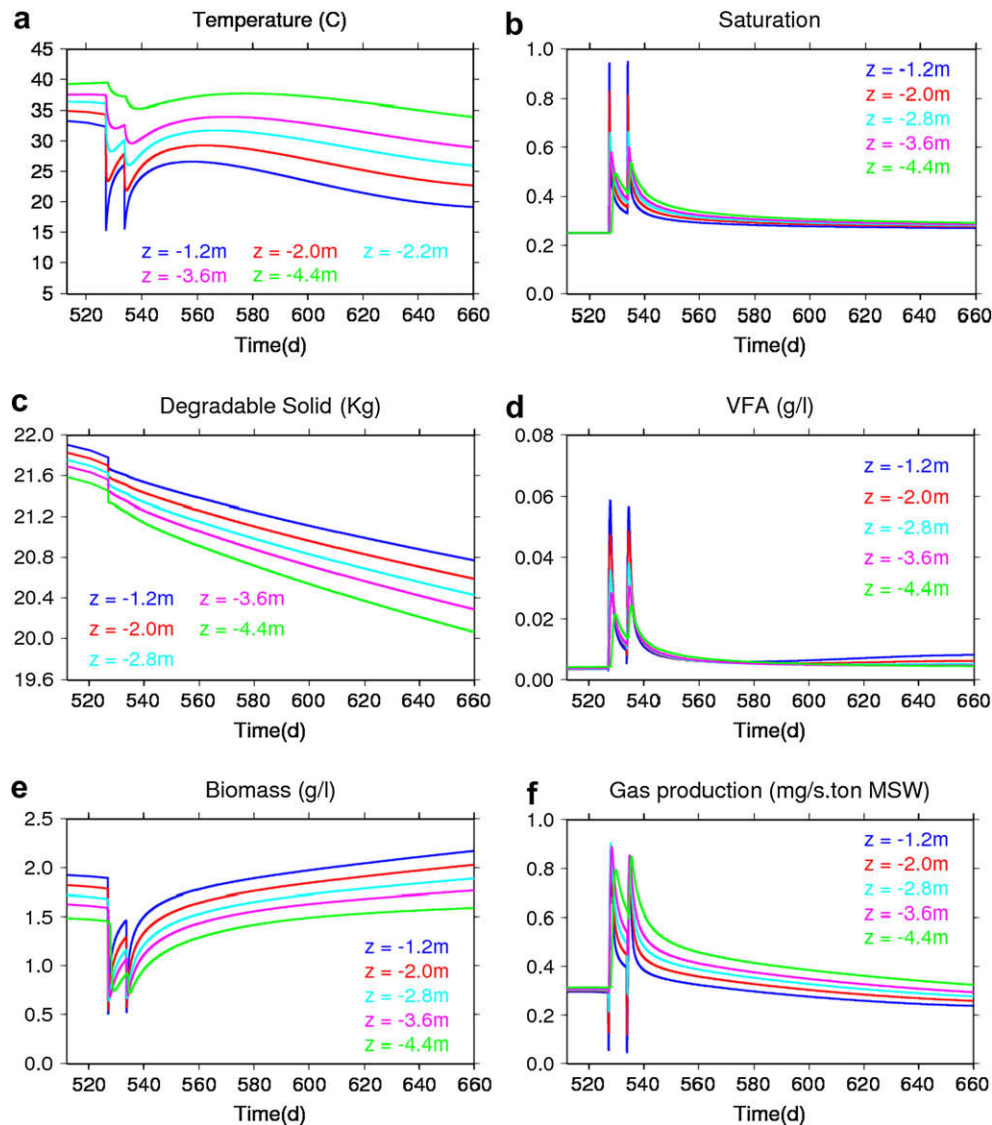 a Temperature (C)
45
40
35
30
25
20
15
10
5
z = -1.2m z = -2.0m z = -2.2m
z = -3.6m z = -4.4m
520 540 560 580 600 620 640 660
Time(d)
b Saturation
1.0
0.8
0.6
0.4
0.2
0.0
z = -1.2m
z = -2.0m
z = -2.8m
z = -3.6m
z = -4.4m
520 540 560 580 600 620 640 660
Time(d)
c Degradable Solid (Kg)
22.0
21.6
21.2
20.8
20.4
20.0
19.6
z = -1.2m z = -3.6m
z = -2.0m z = -4.4m
z = -2.8m
520 540 560 580 600 620 640 660
Time(d)
d VFA (g/l)
0.08
0.06
0.04
0.02
0.00
z = -1.2m
z = -2.0m
z = -2.8m
z = -3.6m
z = -4.4m
520 540 560 580 600 620 640 660
Time(d)
e Biomass (g/l)
2.5
2.0
1.5
1.0
0.5
0.0
z = -1.2m
z = -2.0m
z = -2.8m
z = -3.6m
z = -4.4m
520 540 560 580 600 620 640 660
Time(d)
f Gas production (mg/s.ton MSW)
1.0
0.8
0.6
0.4
0.2
0.0
z = -1.2m
z = -2.0m
z = -2.8m
z = -3.6m
z = -4.4m
520 540 560 580 600 620 640 660
Time(d)